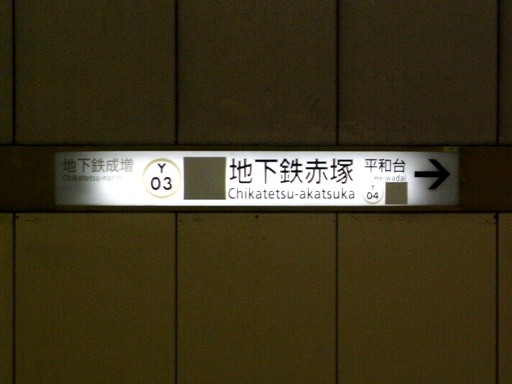 地下鉄成増
Y
03
地下鉄赤塚
Chikatetsu-akatsuka
平和台
Heiwadai
Y
04